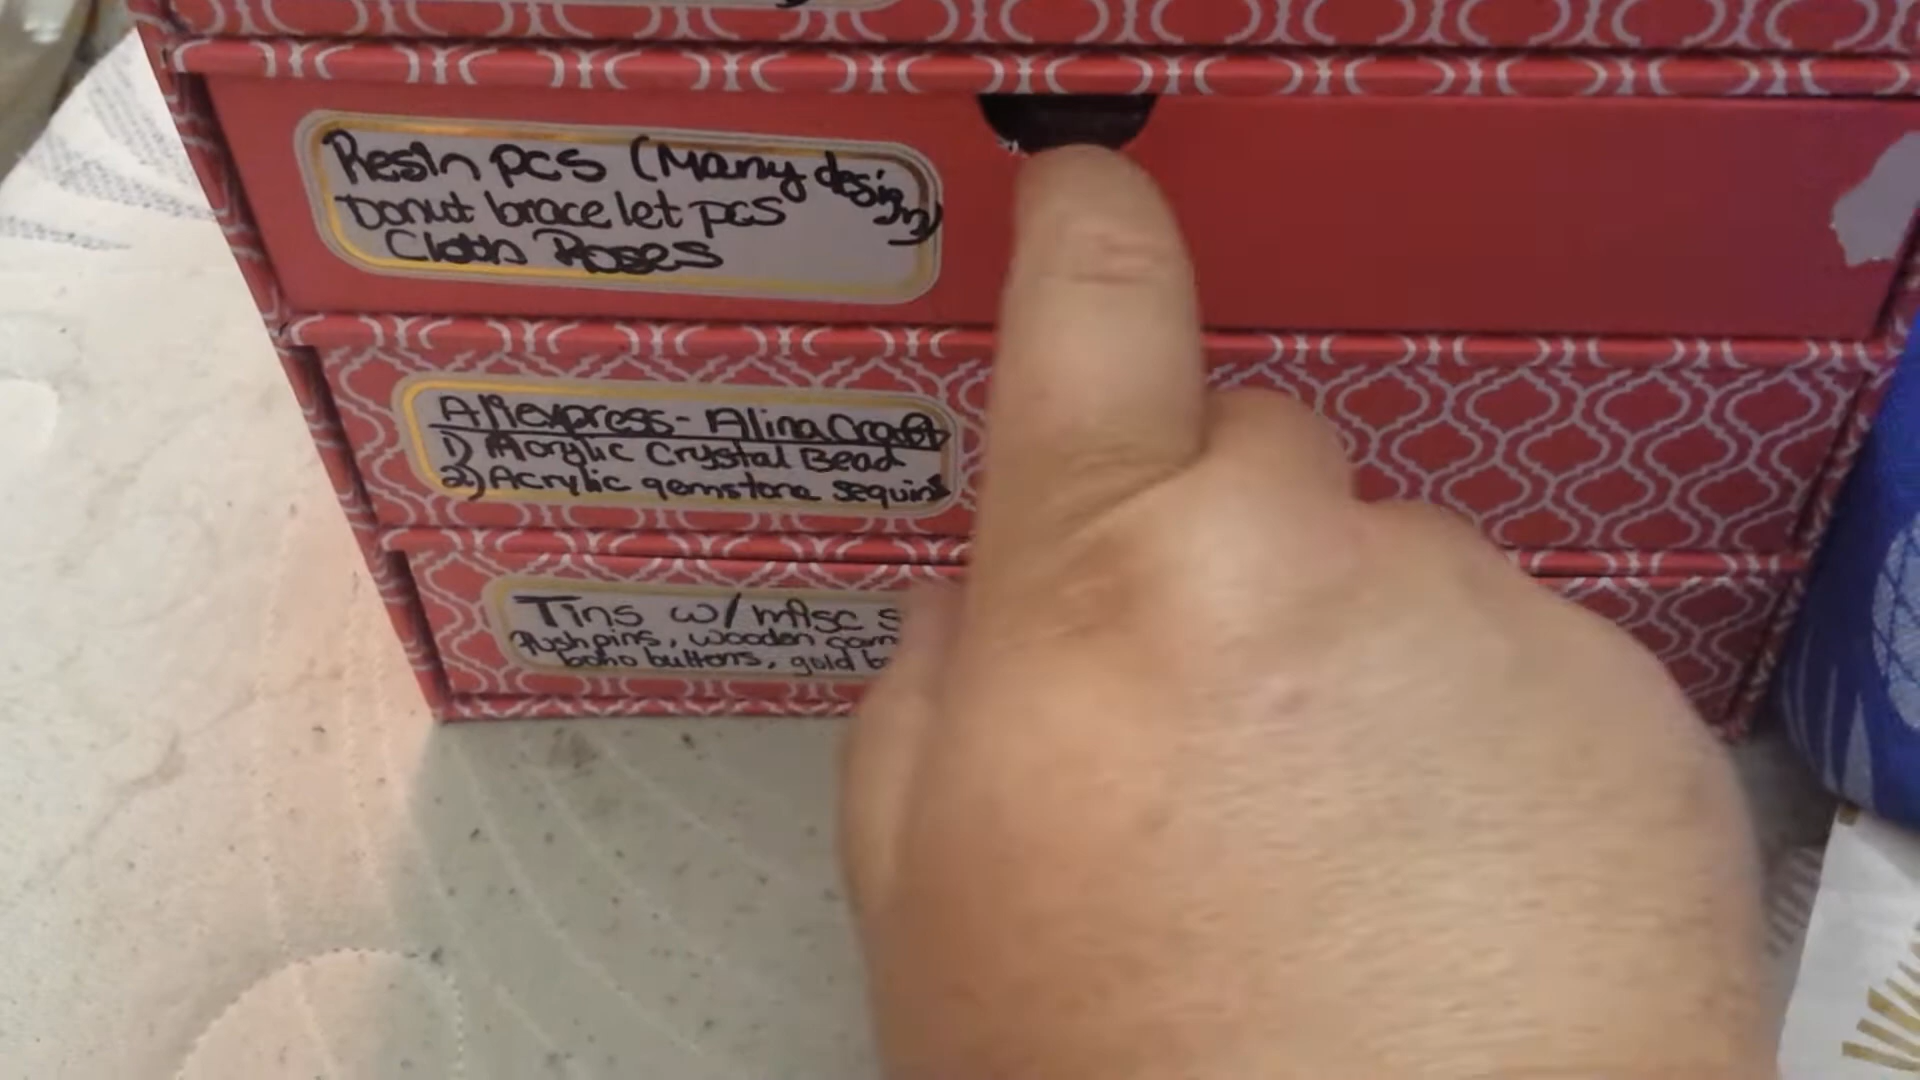 Resin pcs (Many design)
Donut bracelet pcs
Cloth Roses
Aliexpress - Alina Craft
1) Acrylic Crystal Bead
2) Acrylic gemstone sequins
Tins w/ misc s
Push pins, wooden
boho buttons, gold b